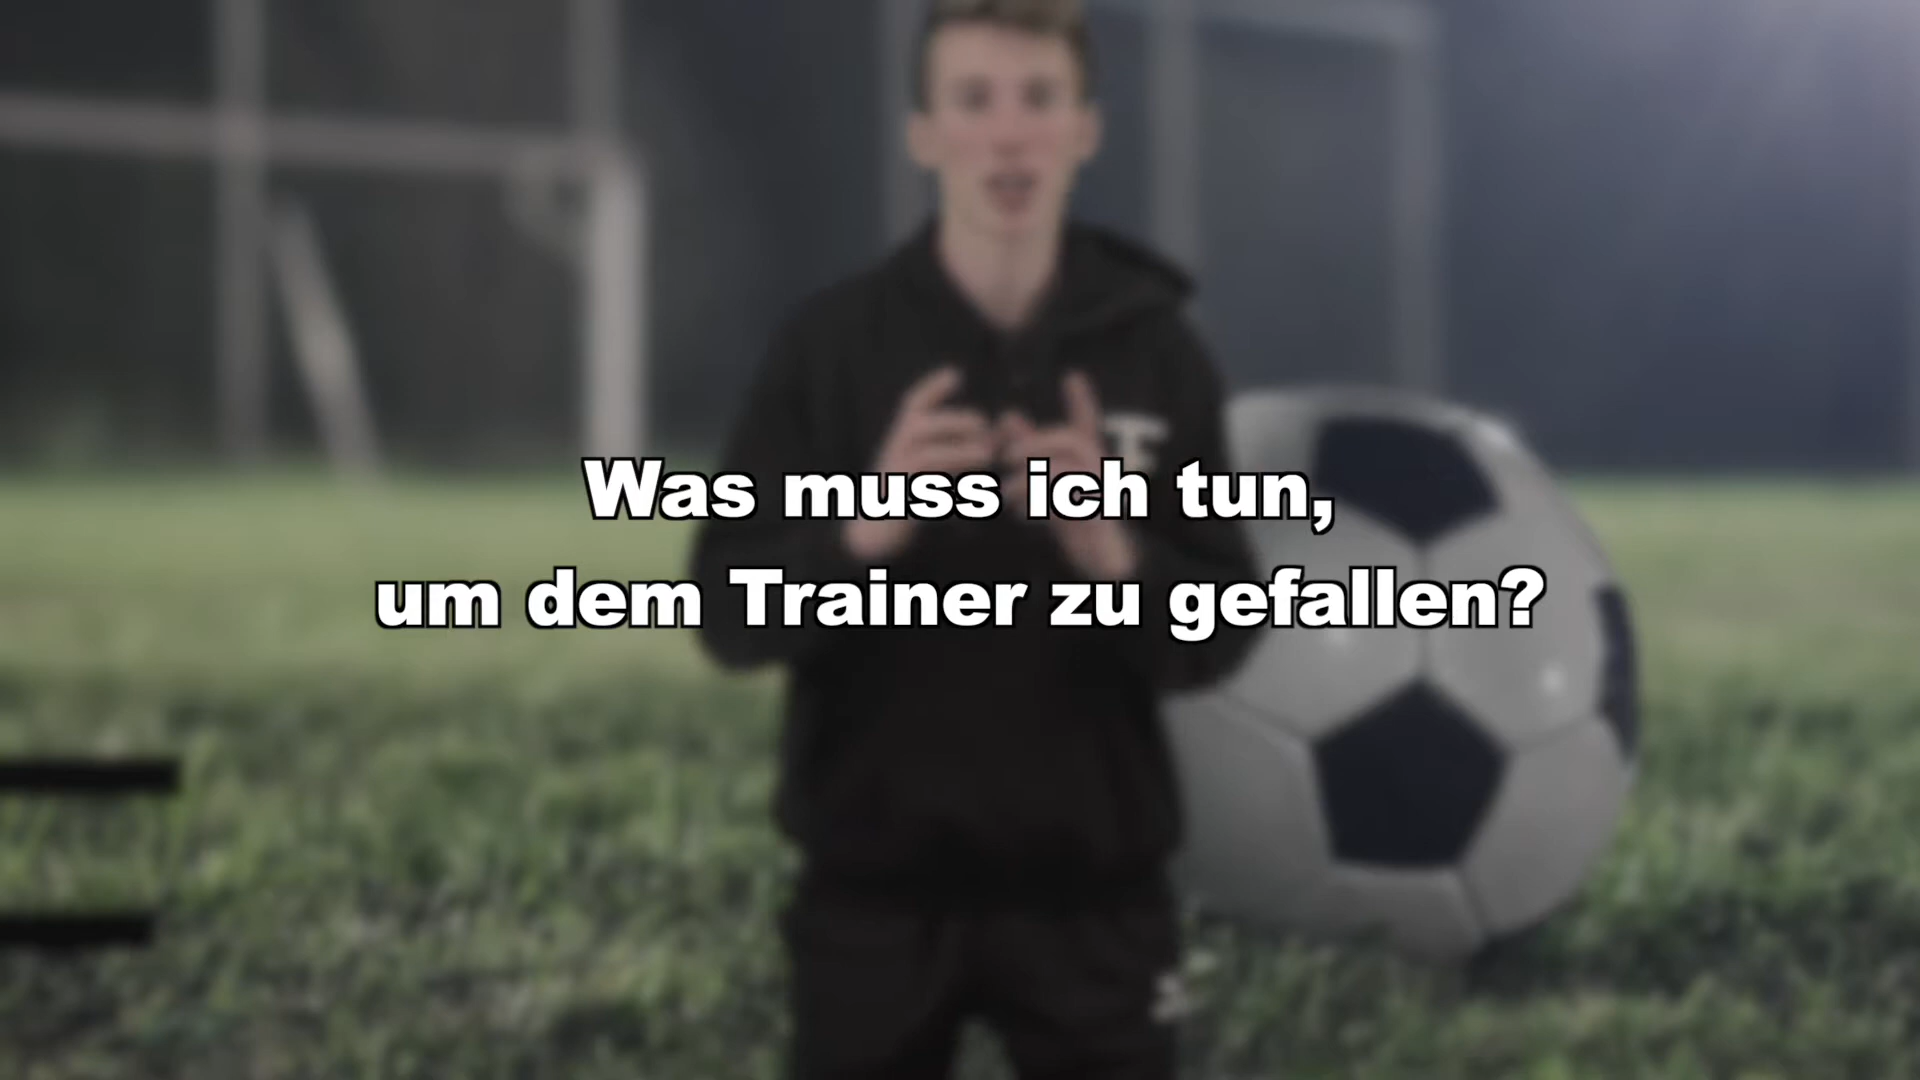 Was muss ich tun,
um dem Trainer zu gefallen?